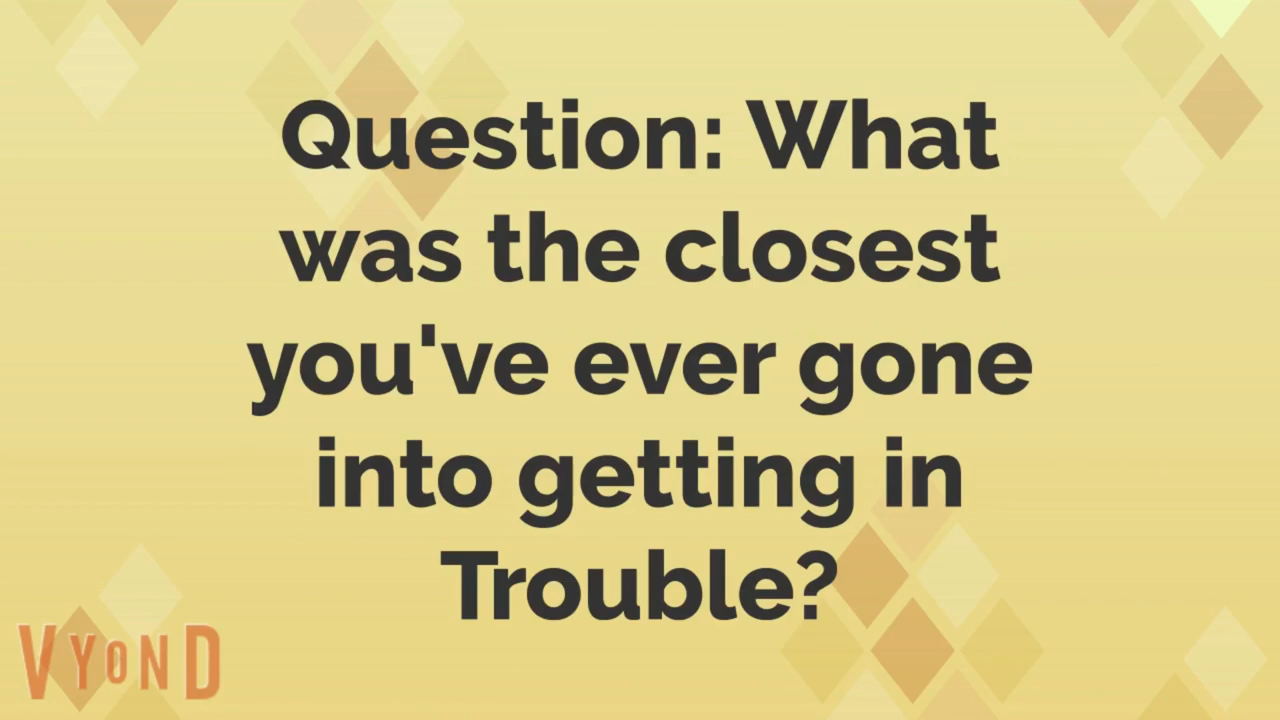 Question: What
was the closest
you've ever gone
into getting in
Trouble?
VYOND